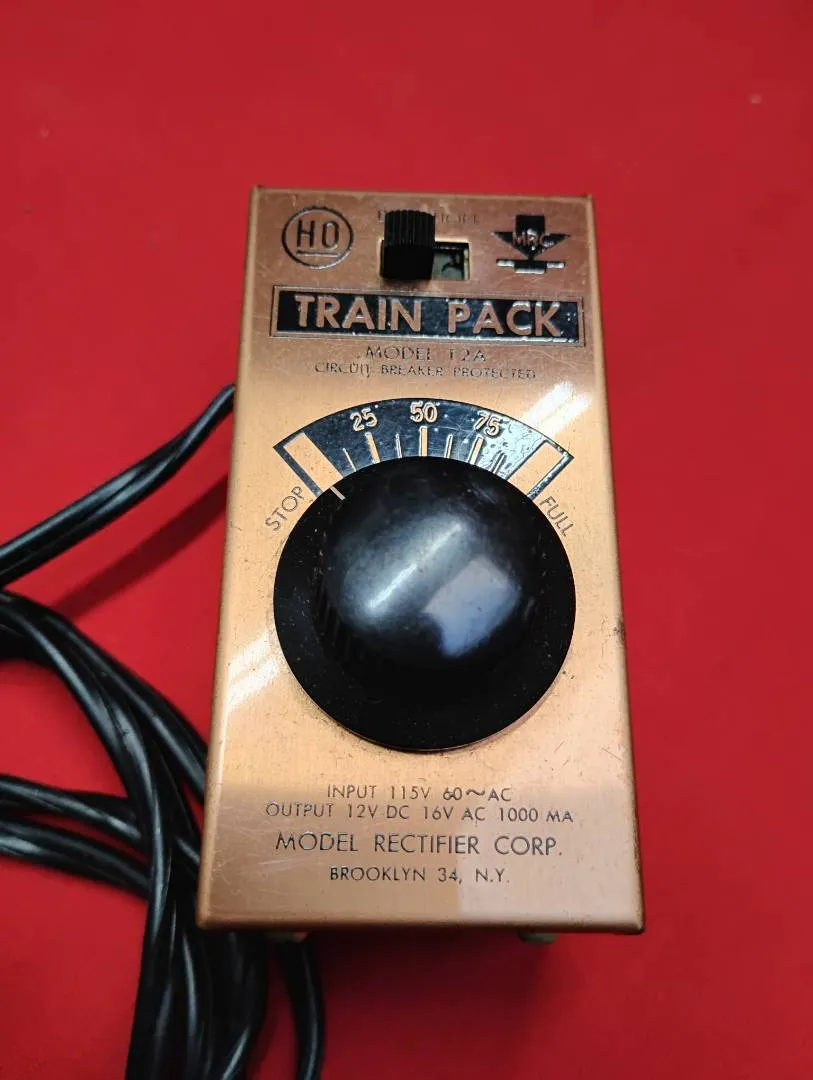 HO
MRC
TRAIN PACK
MODEL T2A
CIRCUIT BREAKER PROTECTED
25 50 75
STOP
FULL
INPUT 115V 60~AC
OUTPUT 12V DC 16V AC 1000 MA
MODEL RECTIFIER CORP.
BROOKLYN 34, N.Y.